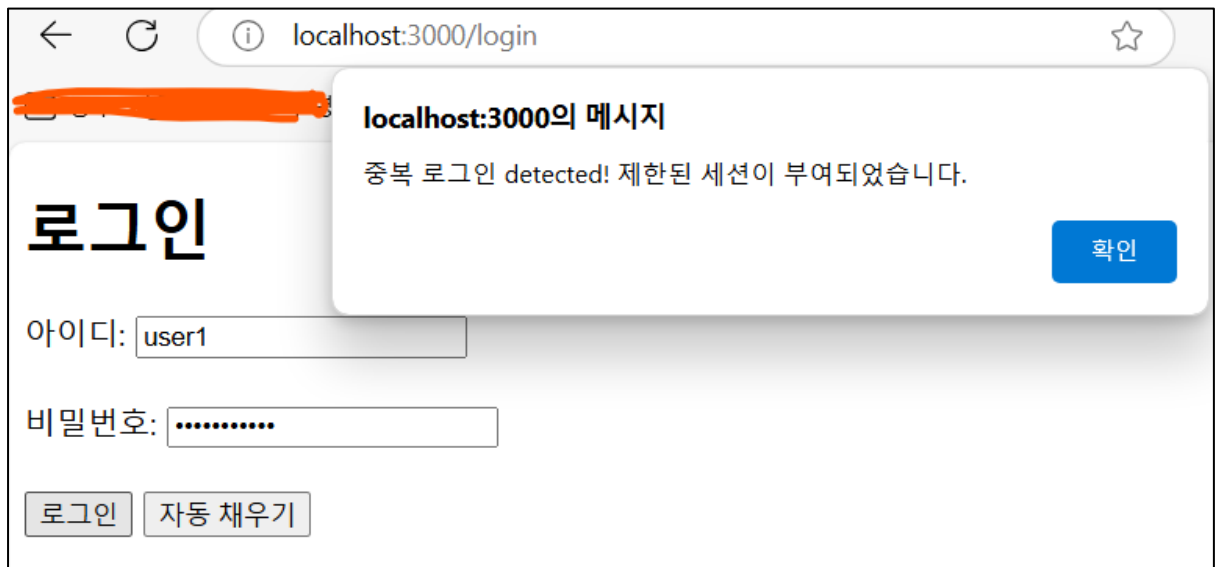 localhost:3000/login
localhost:3000의 메시지
중복 로그인 detected! 제한된 세션이 부여되었습니다.
확인
로그인
아이디: user1
비밀번호: •••••••••••
로그인 자동 채우기